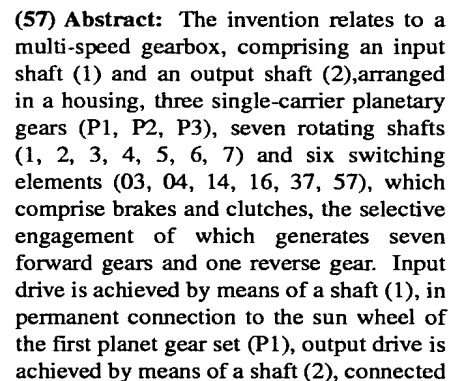 (57) Abstract: The invention relates to a
multi-speed gearbox, comprising an input
shaft (1) and an output shaft (2),arranged
in a housing, three single-carrier planetary
gears (P1, P2, P3), seven rotating shafts
(1, 2, 3, 4, 5, 6, 7) and six switching
elements (03, 04, 14, 16, 37, 57), which
comprise brakes and clutches, the selective
engagement of which generates seven
forward gears and one reverse gear. Input
drive is achieved by means of a shaft (1), in
permanent connection to the sun wheel of
the first planet gear set (P1), output drive is
achieved by means of a shaft (2), connected